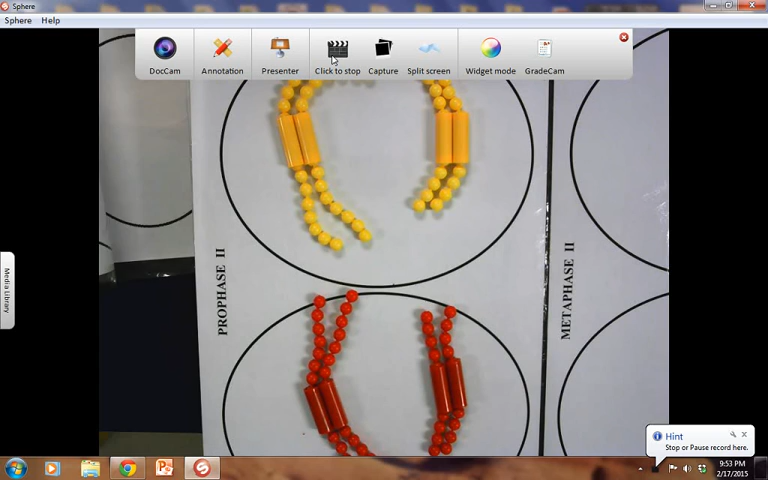 Sphere
Sphere Help
DocCam Annotation Presenter Click to stop Capture Split screen Widget mode GradeCam
Media Library
PROPHASE II
METAPHASE II
Hint
Stop or Pause record here.
9:53 PM
2/17/2015